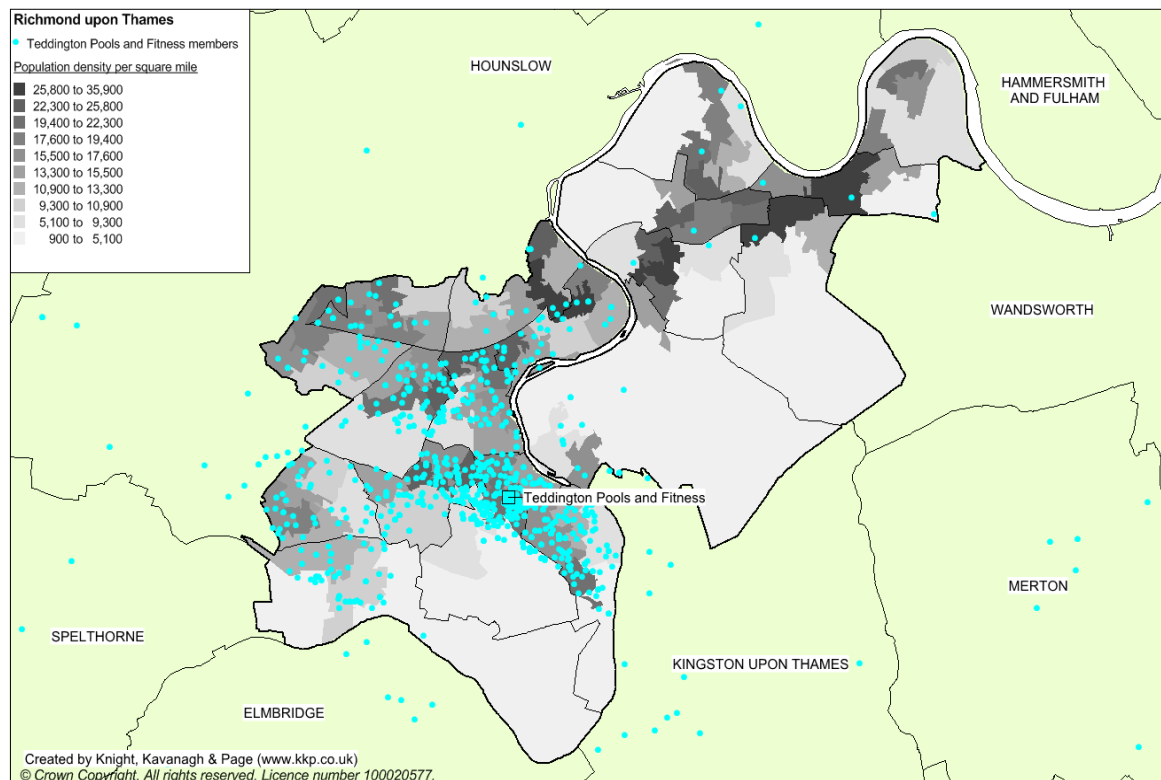 Richmond upon Thames
Teddington Pools and Fitness members
Population density per square mile
25,800 to 35,900
22,300 to 25,800
19,400 to 22,300
17,600 to 19,400
15,500 to 17,600
13,300 to 15,500
10,900 to 13,300
9,300 to 10,900
5,100 to 9,300
900 to 5,100
HOUNSLOW
HAMMERSMITH
AND FULHAM
WANDSWORTH
Teddington Pools and Fitness
MERTON
SPELTHORNE
KINGSTON UPON THAMES
ELMBRIDGE
Created by Knight, Kavanagh & Page (www.kkp.co.uk)
© Crown Copyright. All rights reserved. Licence number 100020577.